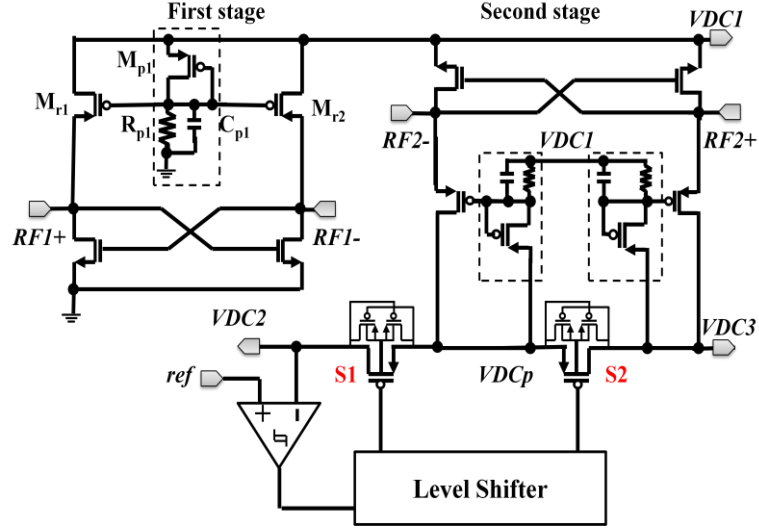 First stage
Second stage
VDC1
Mp1
Mr1
Mr2
Rp1
Cp1
RF2-
VDC1
RF2+
RF1+
RF1-
VDC2
VDC3
ref
S1
VDCp
S2
+
−
Level Shifter